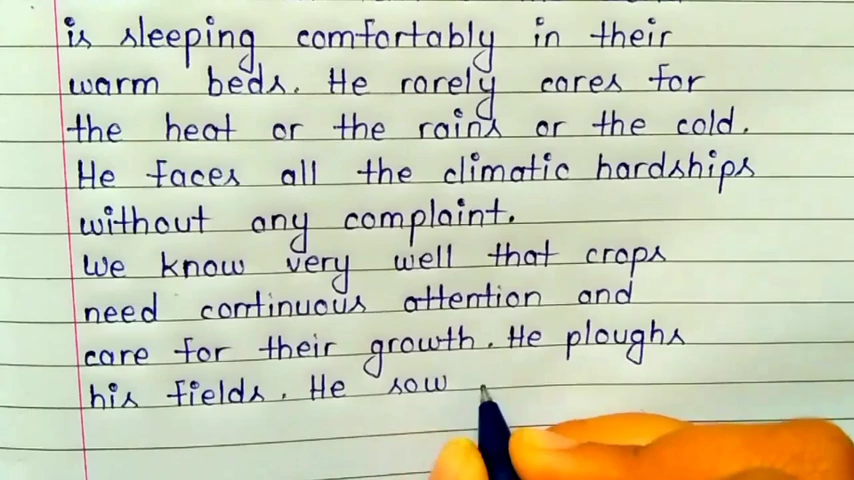 is sleeping comfortably in their
warm beds. He rarely cares for
the heat or the rains or the cold.
He faces all the climatic hardships
without any complaint.
We know very well that crops
need continuous attention and
care for their growth. He ploughs
his fields. He sow